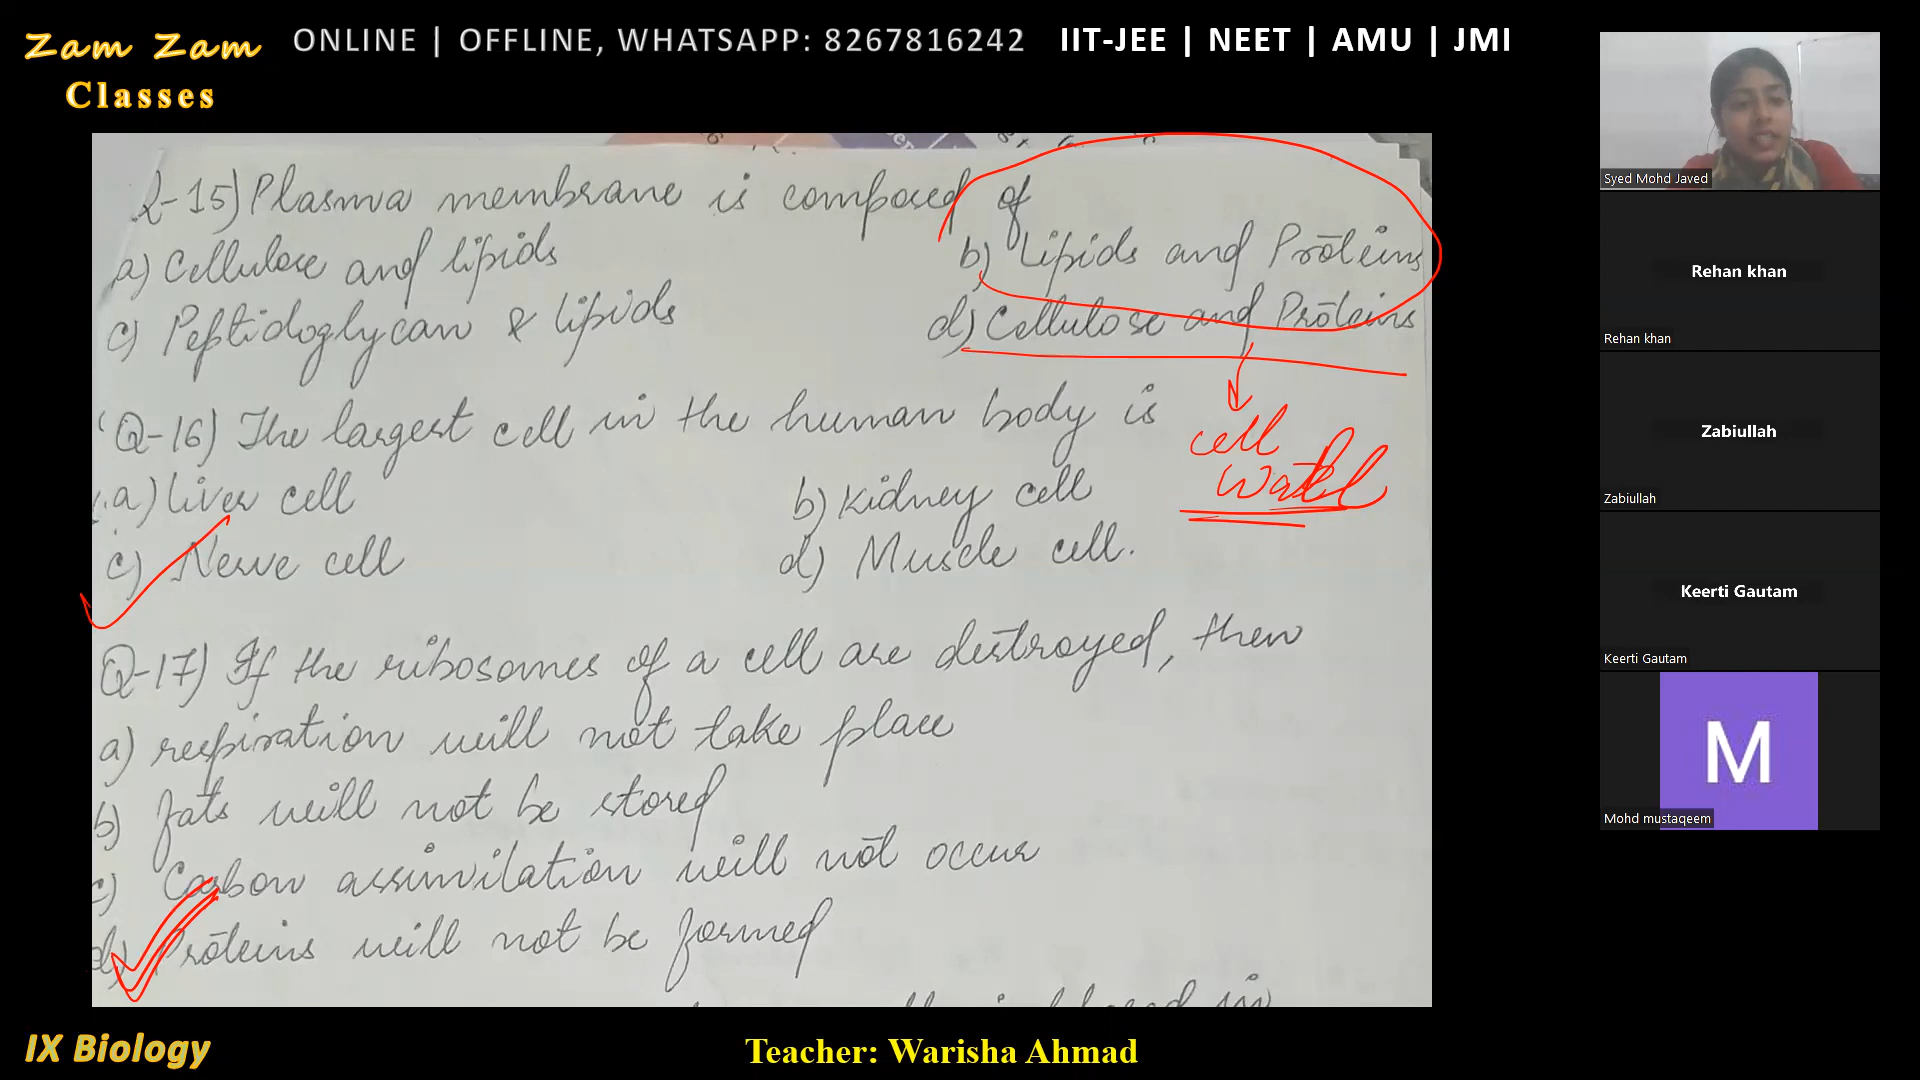 Zam Zam
Classes
ONLINE | OFFLINE, WHATSAPP: 8267816242 IIT-JEE | NEET | AMU | JMI
Q-15) Plasma membrane is composed of
a) Cellulose and lipids
b) Lipids and Proteins
c) Peptidoglycan & lipids
d) Cellulose and Proteins
cell
Wall
Q-16) The largest cell in the human body is
a) liver cell
b) Kidney cell
c) Nerve cell
d) Muscle cell.
Q-17) If the ribosomes of a cell are destroyed, then
a) respiration will not take place
b) fats will not be stored
c) Carbon assimilation will not occur
d) Proteins will not be formed
IX Biology
Teacher: Warisha Ahmad
Syed Mohd Javed
Rehan khan
Rehan khan
Zabiullah
Zabiullah
Keerti Gautam
Keerti Gautam
M
Mohd mustaqeem